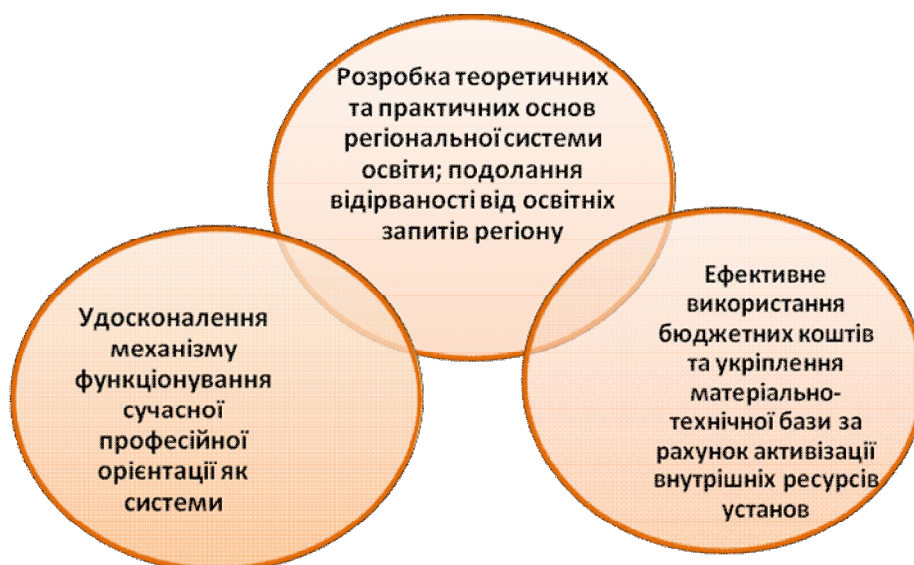 Розробка теоретичних
та практичних основ
регіональної системи
освіти; подолання
відірваності від освітніх
запитів регіону
Удосконалення
механізму
функціонування
сучасної
професійної
орієнтації як
системи
Ефективне
використання
бюджетних коштів
та укріплення
матеріально-
технічної бази за
рахунок активізації
внутрішніх ресурсів
установ